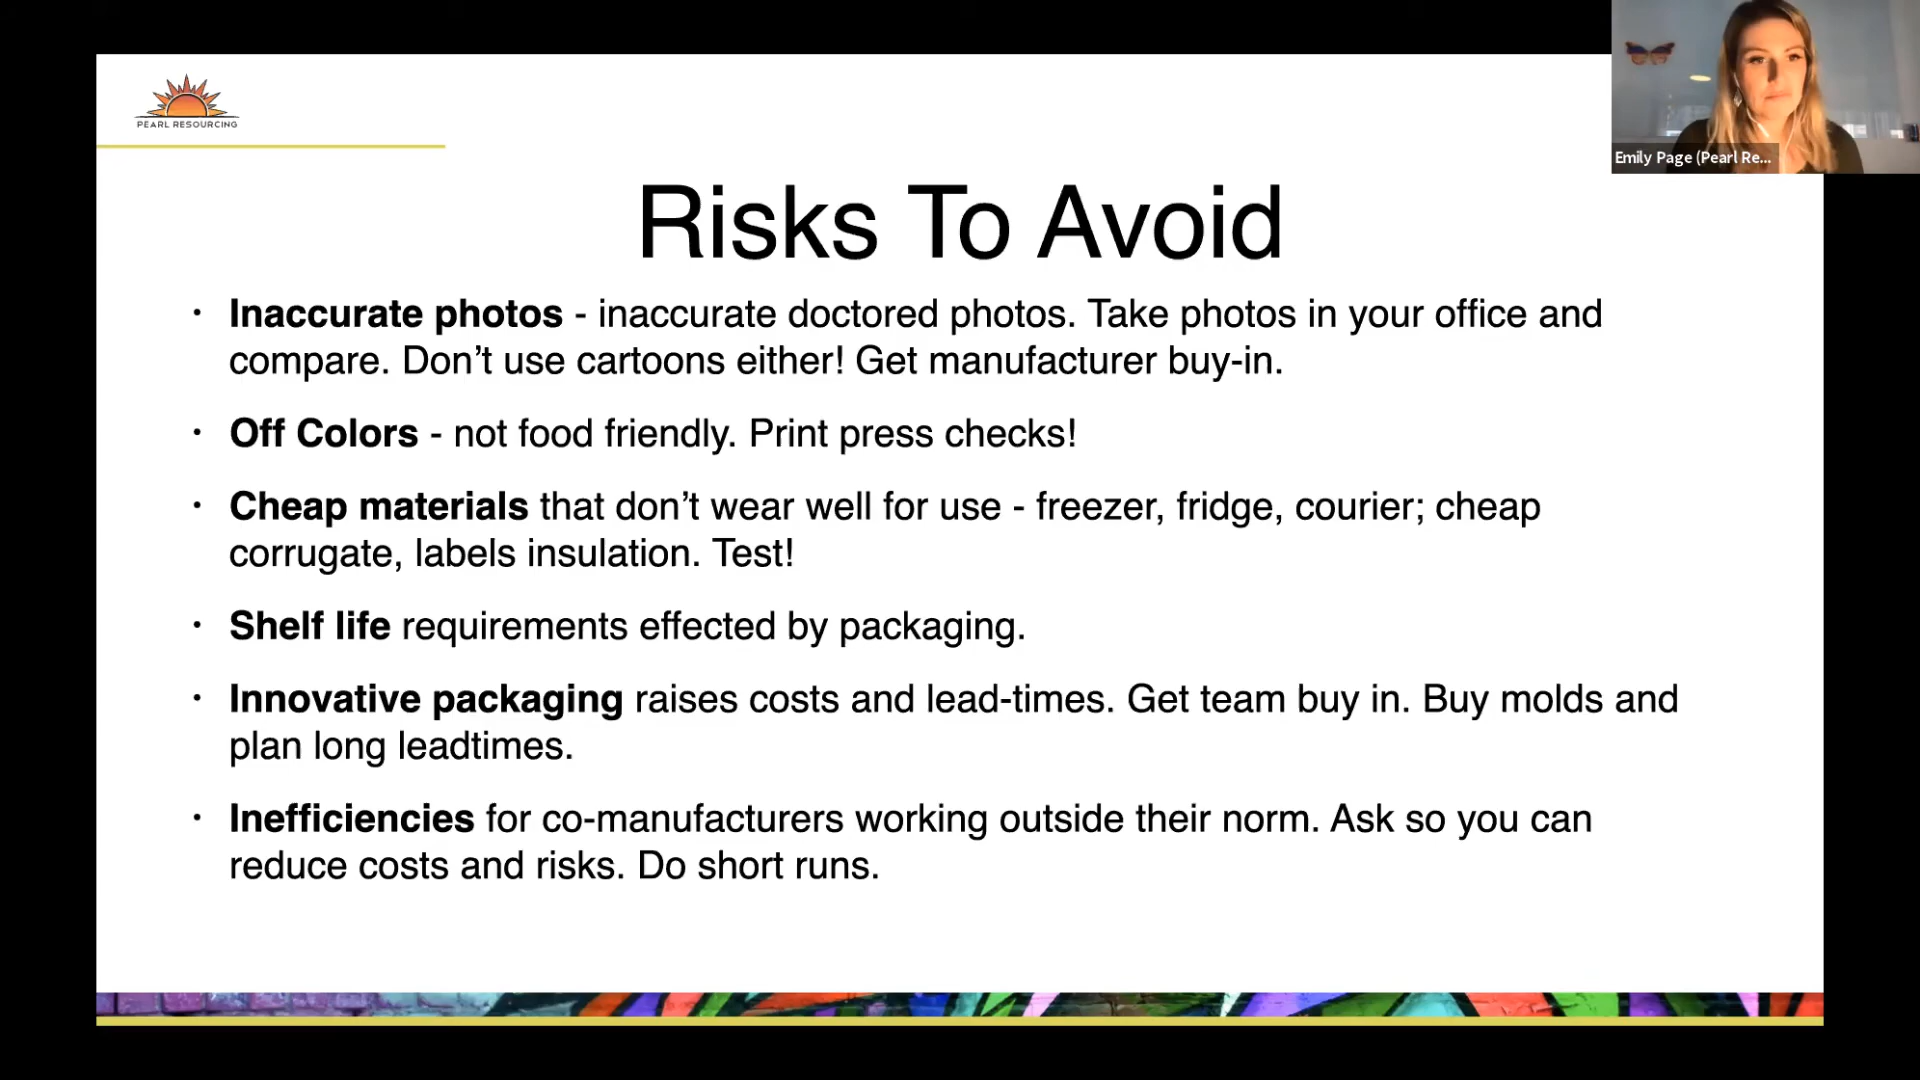 PEARL RESOURCING
Emily Page (Pearl Re...
Risks To Avoid
• Inaccurate photos - inaccurate doctored photos. Take photos in your office and
compare. Don’t use cartoons either! Get manufacturer buy-in.
• Off Colors - not food friendly. Print press checks!
• Cheap materials that don’t wear well for use - freezer, fridge, courier; cheap
corrugate, labels insulation. Test!
• Shelf life requirements effected by packaging.
• Innovative packaging raises costs and lead-times. Get team buy in. Buy molds and
plan long leadtimes.
• Inefficiencies for co-manufacturers working outside their norm. Ask so you can
reduce costs and risks. Do short runs.